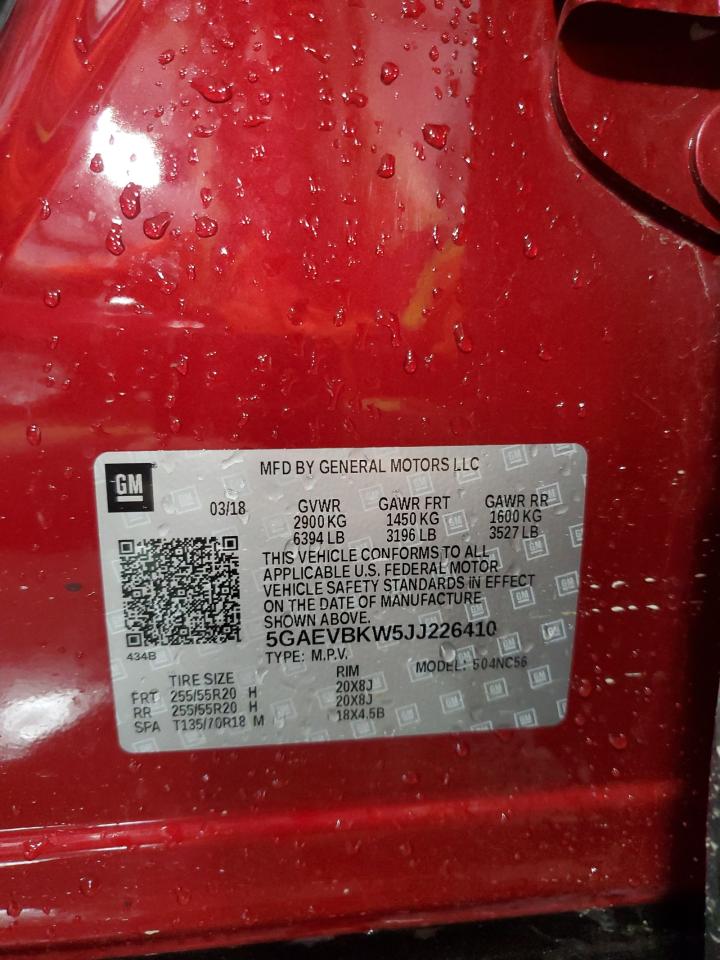 GM
MFD BY GENERAL MOTORS LLC
03/18 GVWR GAWR FRT GAWR RR
2900 KG 1450 KG 1600 KG
6394 LB 3196 LB 3527 LB
THIS VEHICLE CONFORMS TO ALL
APPLICABLE U.S. FEDERAL MOTOR
VEHICLE SAFETY STANDARDS IN EFFECT
ON THE DATE OF MANUFACTURE
SHOWN ABOVE.
5GAEVBKW5JJ226410
434B
TYPE: M.P.V. MODEL: 504NC56
TIRE SIZE RIM
FRT 255/55R20 H 20X8J
RR 255/55R20 H 20X8J
SPA T135/70R18 M 18X4.5B